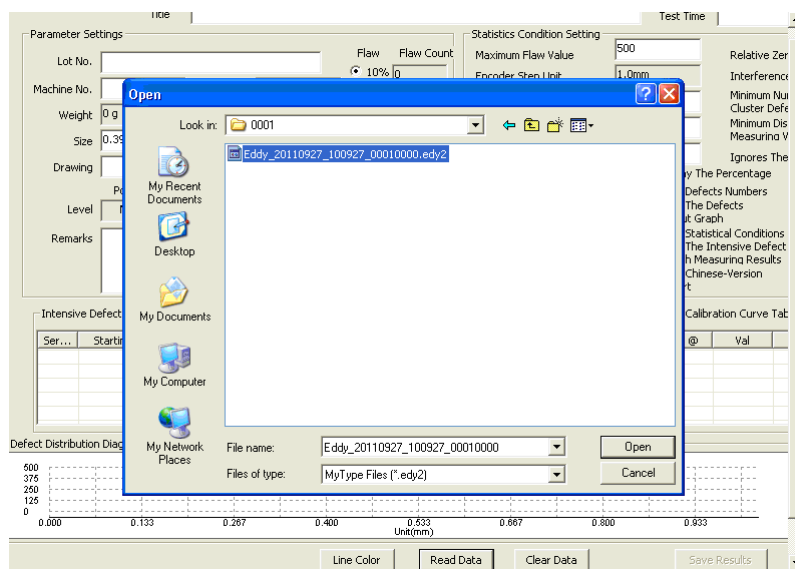 Title
Test Time
Parameter Settings
Statistics Condition Setting
Lot No.
Flaw Flaw Count
10% 0
Maximum Flaw Value 500
Relative Zer
Encoder Step Unit 1.0mm
Interference
Machine No.
Minimum Nu
Cluster Defe
Weight 0 g
Minimum Dis
Measuring V
Size 0.39
Ignores The
Drawing
y The Percentage
Defects Numbers
Level
The Defects
ut Graph
Remarks
Statistical Conditions
The Intensive Defect
h Measuring Results
Chinese-Version
Open
Look in: 0001
Eddy_20110927_100927_00010000.edy2
My Recent
Documents
Desktop
My Documents
My Computer
My Network
Places
File name: Eddy_20110927_100927_00010000 Open
Files of type: MyType Files (*.edy2) Cancel
Intensive Defect
Calibration Curve Tab
Ser... Startin
@ Val
Defect Distribution Diag
500
375
250
125
0
0.000 0.133 0.267 0.400 0.533 0.667 0.800 0.933
Unit(mm)
Line Color Read Data Clear Data Save Results